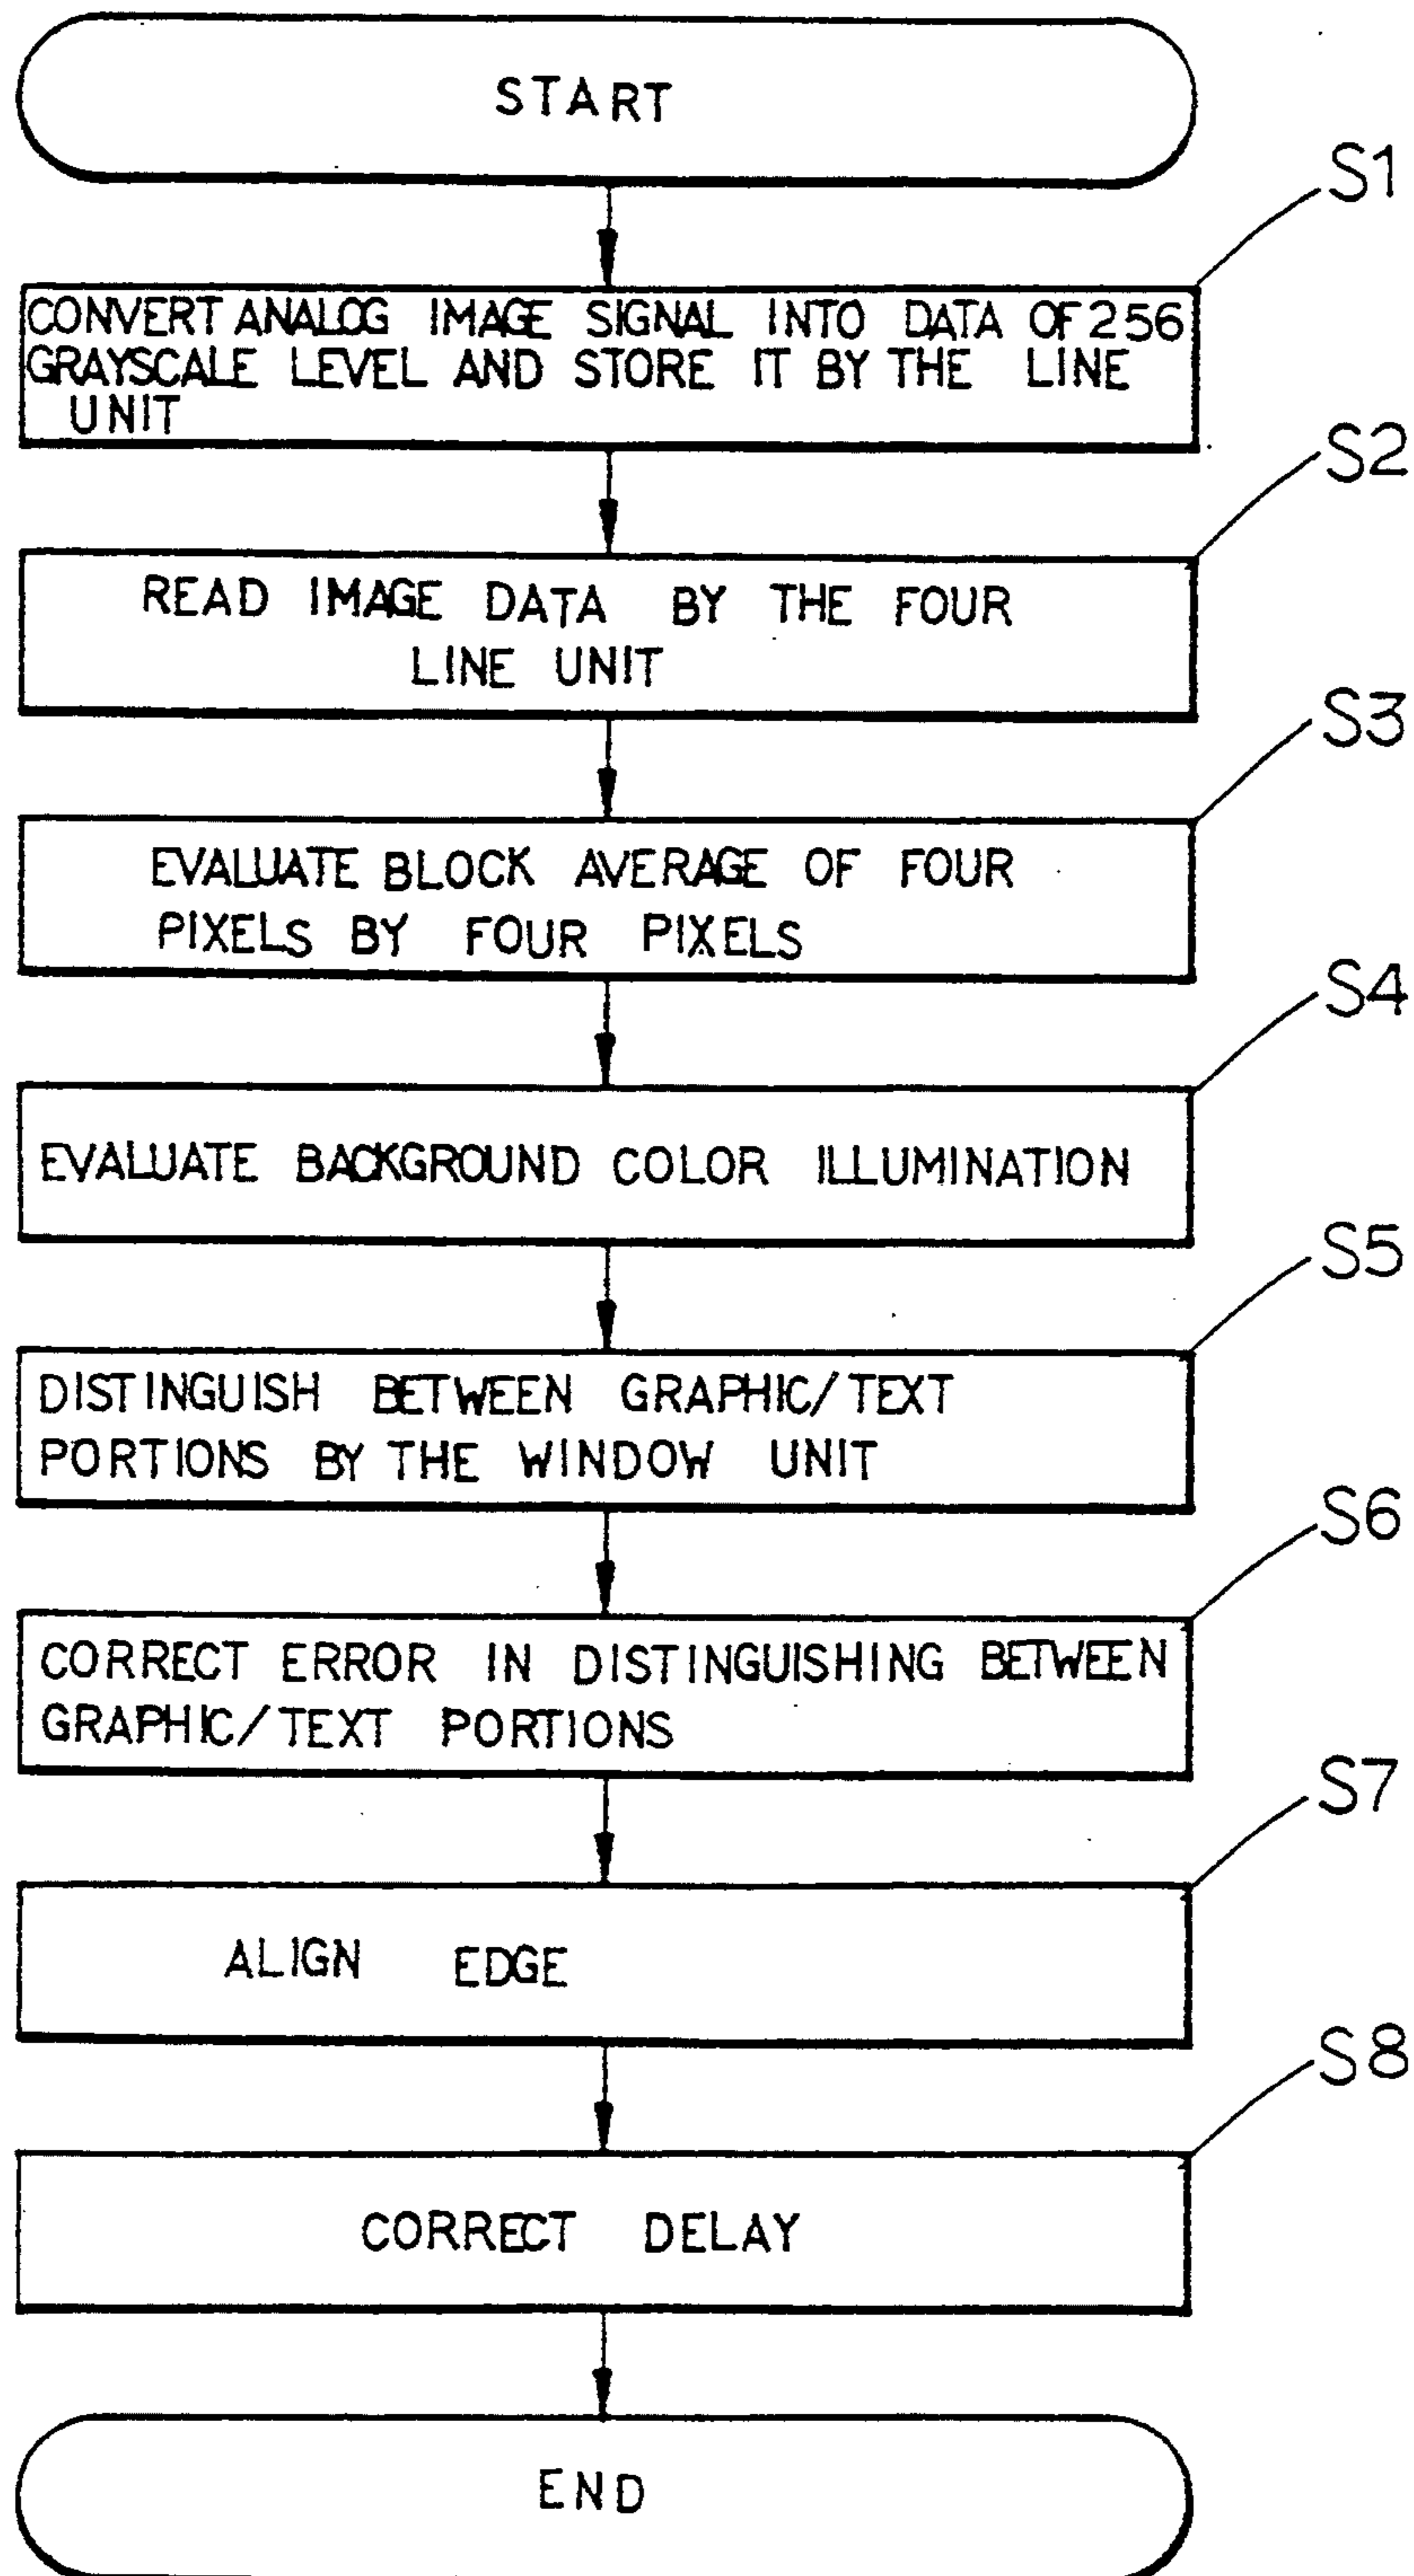 START
S1
CONVERT ANALOG IMAGE SIGNAL INTO DATA OF 256
GRAYSCALE LEVEL AND STORE IT BY THE LINE
UNIT
S2
READ IMAGE DATA BY THE FOUR
LINE UNIT
S3
EVALUATE BLOCK AVERAGE OF FOUR
PIXELS BY FOUR PIXELS
S4
EVALUATE BACKGROUND COLOR ILLUMINATION
S5
DISTINGUISH BETWEEN GRAPHIC/TEXT
PORTIONS BY THE WINDOW UNIT
S6
CORRECT ERROR IN DISTINGUISHING BETWEEN
GRAPHIC/TEXT PORTIONS
S7
ALIGN EDGE
S8
CORRECT DELAY
END